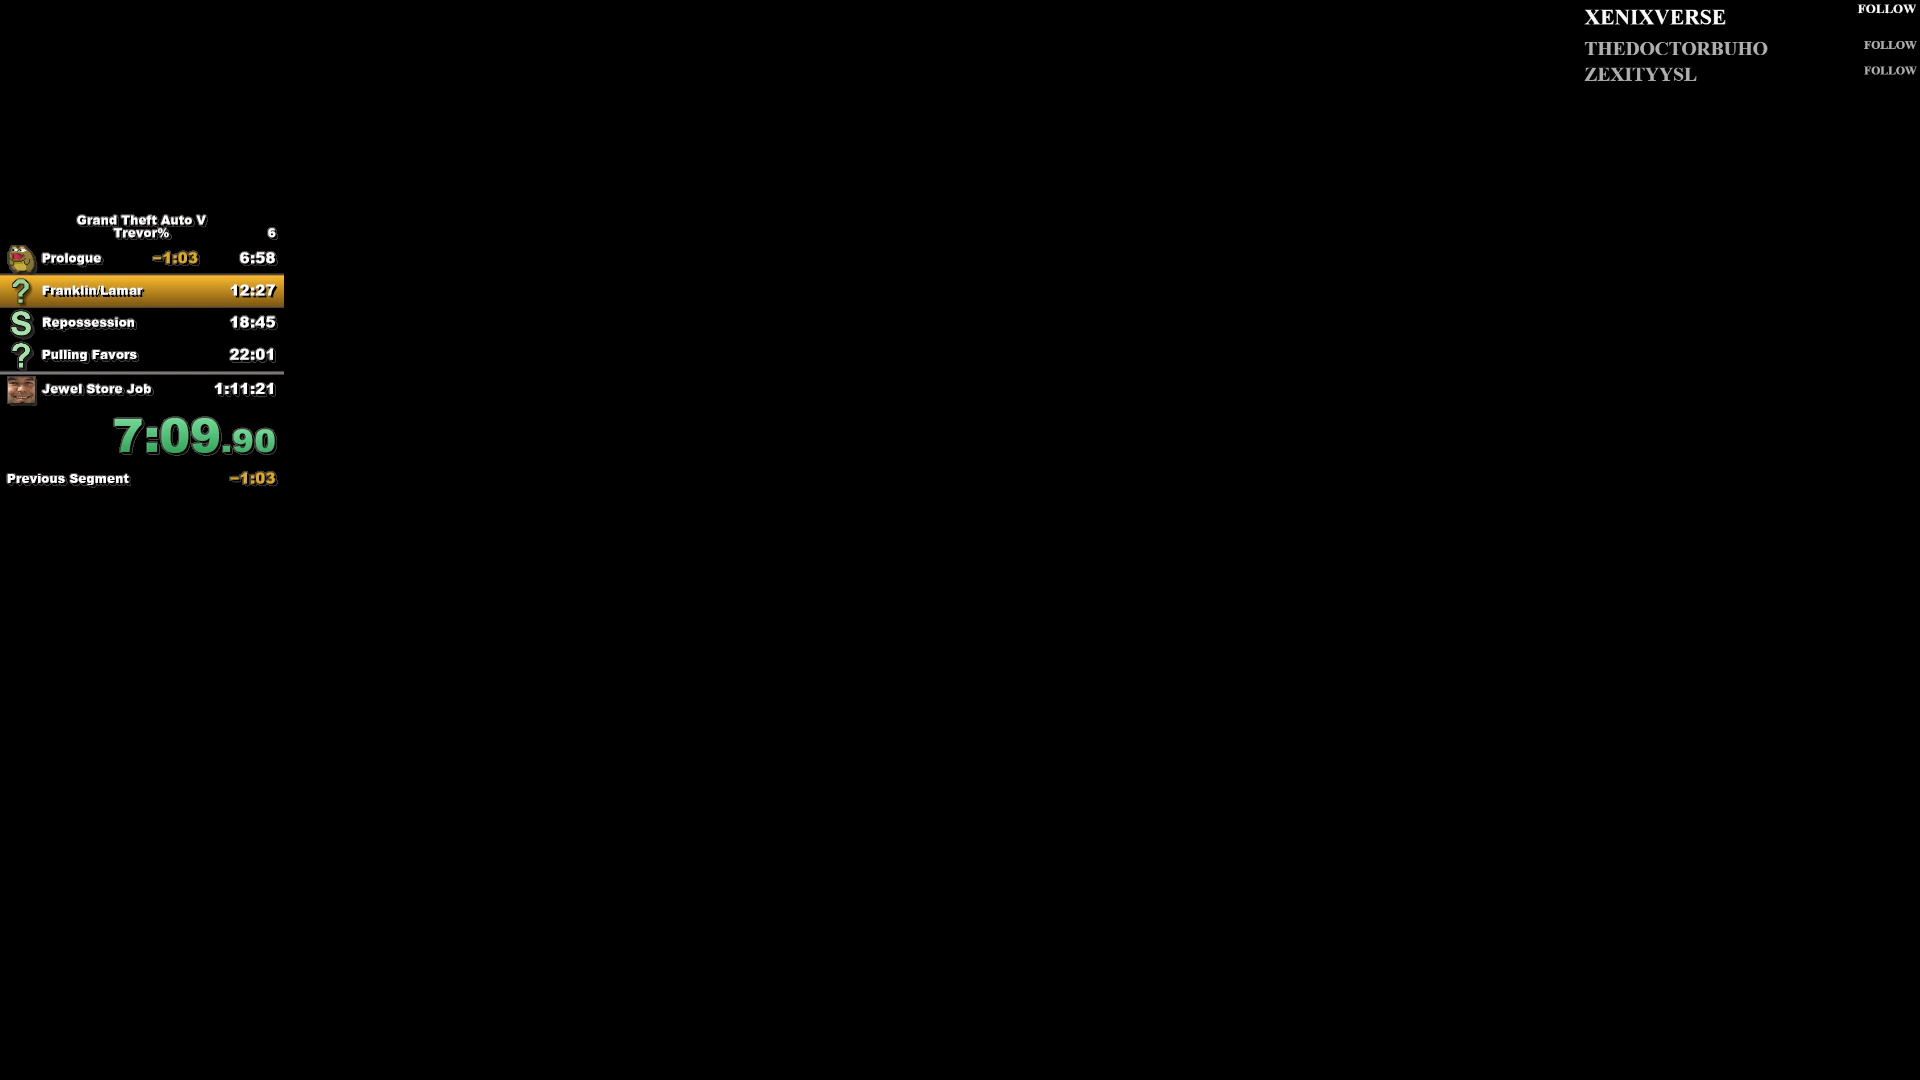 XENIXVERSE FOLLOW
THEDOCTORBUHO FOLLOW
ZEXITYYSL FOLLOW
Grand Theft Auto V
Trevor% 6
Prologue −1:03 6:58
? Franklin/Lamar 12:27
S Repossession 18:45
? Pulling Favors 22:01
Jewel Store Job 1:11:21
7:09.90
Previous Segment −1:03